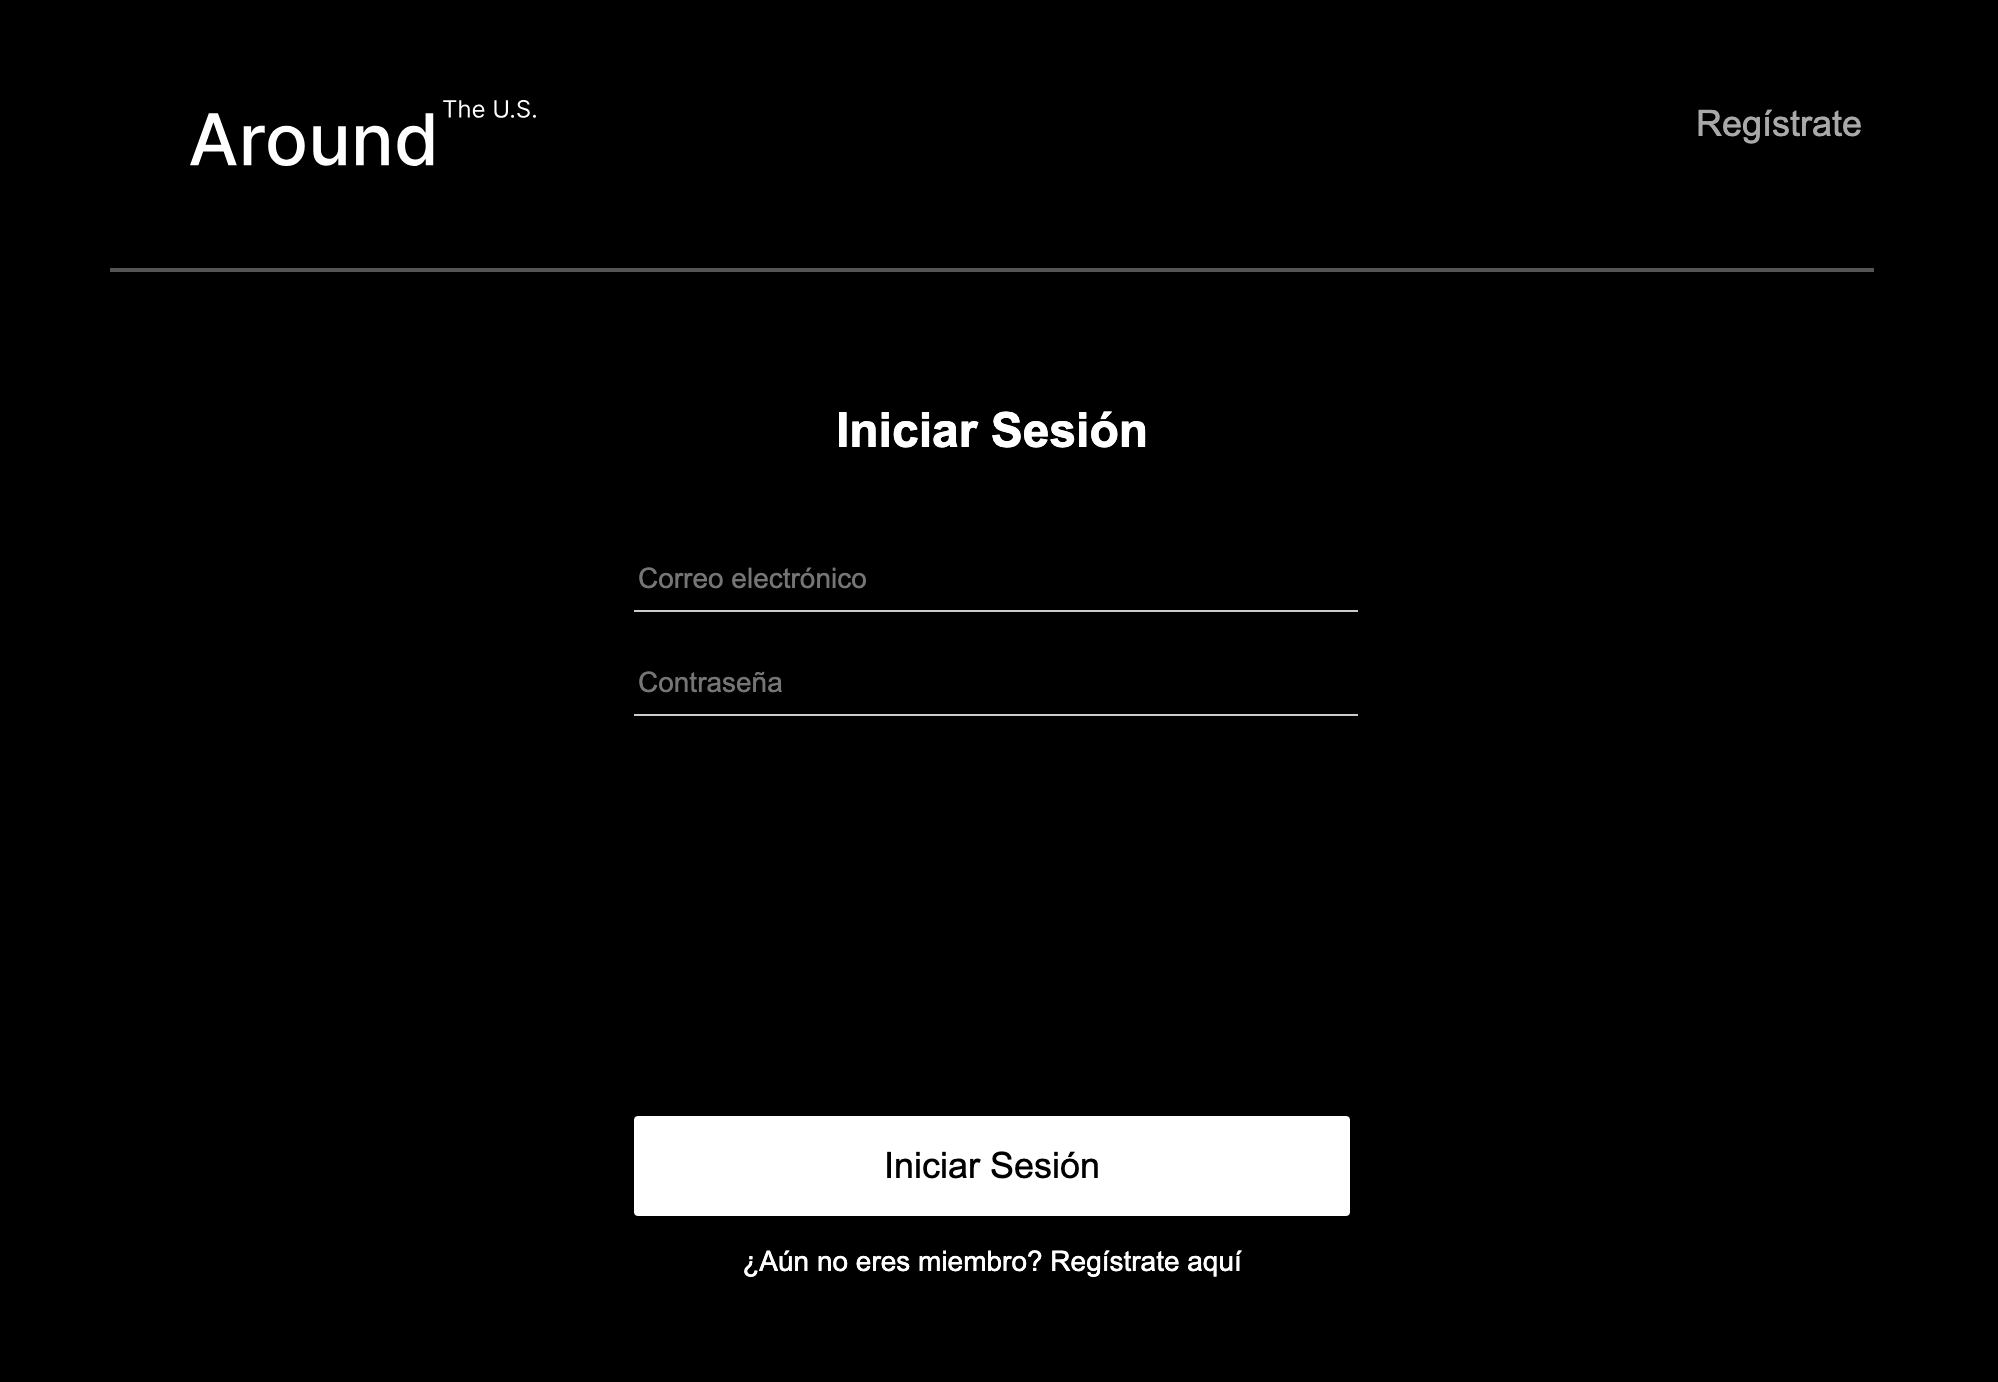 Around The U.S.
Regístrate
Iniciar Sesión
Correo electrónico
Contraseña
Iniciar Sesión
¿Aún no eres miembro? Regístrate aquí